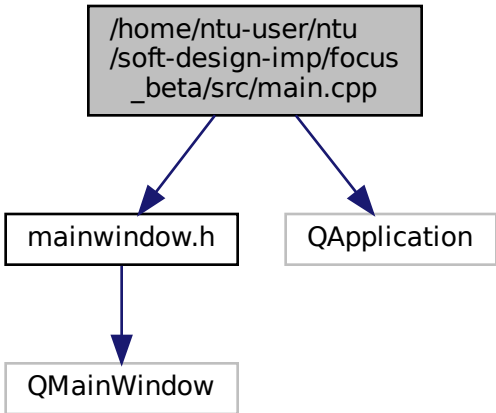 /home/ntu-user/ntu
/soft-design-imp/focus
_beta/src/main.cpp
mainwindow.h
QApplication
QMainWindow